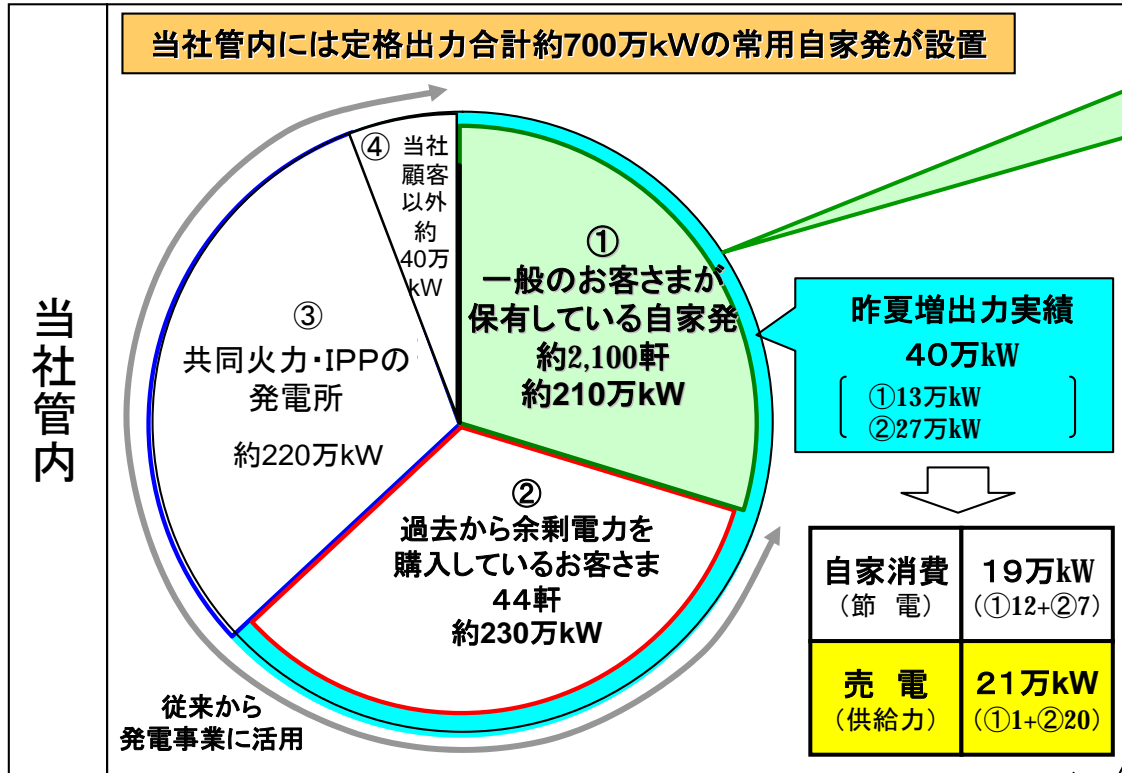 当社管内には定格出力合計約700万kWの常用自家発が設置
当社管内
④ 当社
顧客
以外
約
40万
kW
①
一般のお客さまが
保有している自家発
約2,100軒
約210万kW
③
共同火力・IPPの
発電所
約220万kW
②
過去から余剰電力を
購入しているお客さま
44軒
約230万kW
従来から
発電事業に活用
昨夏増出力実績
40万kW
①13万kW
②27万kW
自家消費
(節 電)
19万kW
(①12+②7)
売 電
(供給力)
21万kW
(①1+②20)